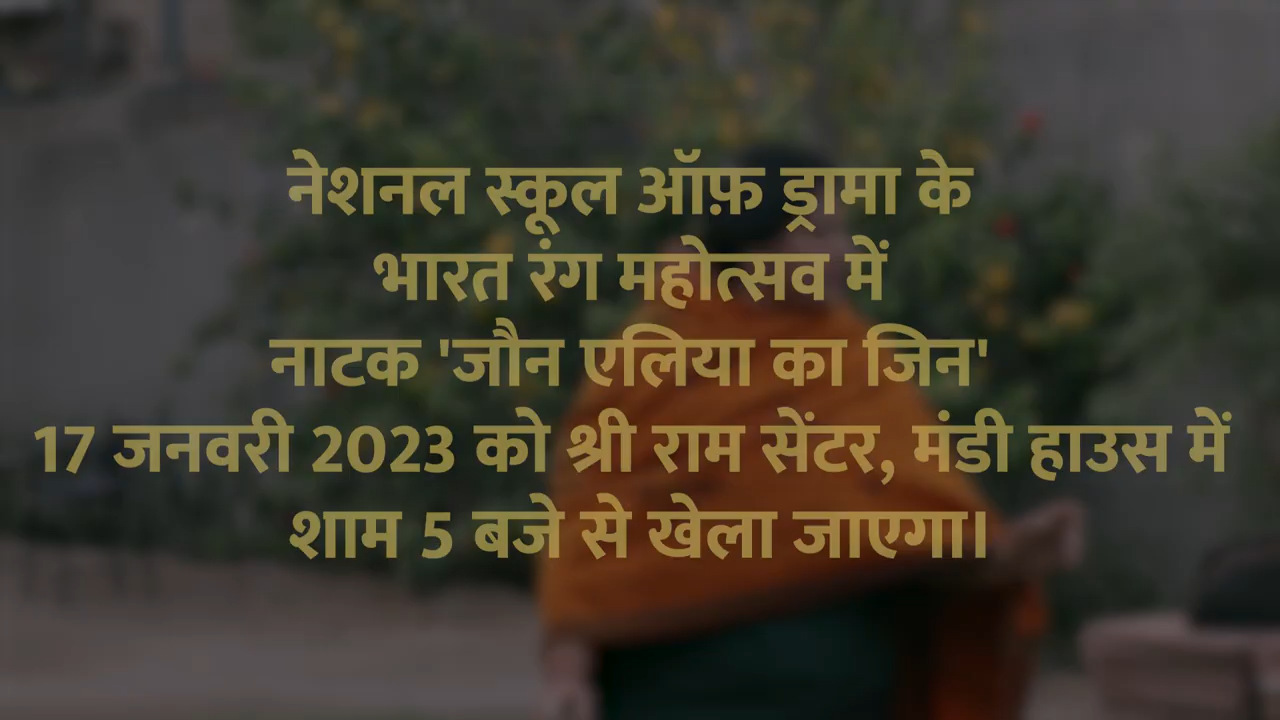 नेशनल स्कूल ऑफ़ ड्रामा के
भारत रंग महोत्सव में
नाटक 'जौन एलिया का जिन'
17 जनवरी 2023 को श्री राम सेंटर, मंडी हाउस में
शाम 5 बजे से खेला जाएगा।